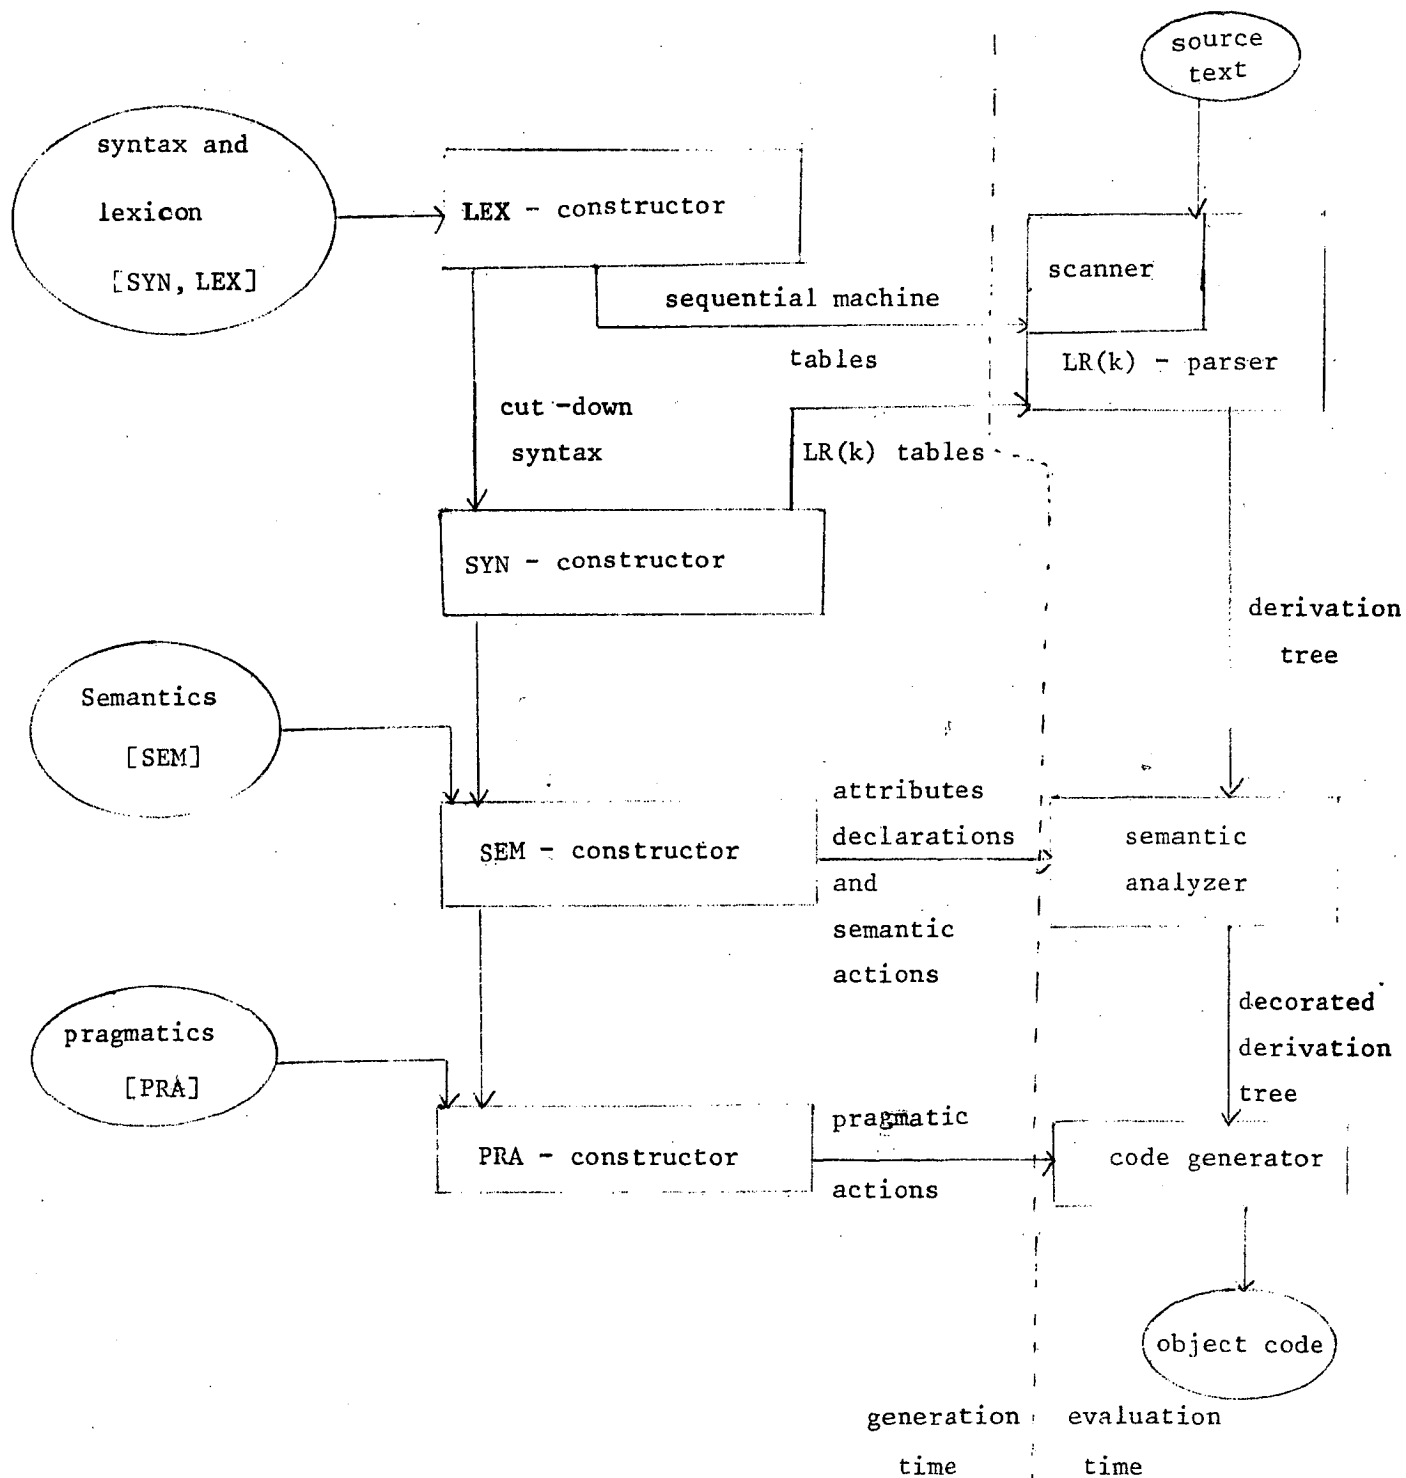 source
text
syntax and
lexicon
[SYN, LEX]
LEX - constructor
scanner
sequential machine
tables
LR(k) - parser
cut-down
syntax
LR(k) tables
SYN - constructor
derivation
tree
Semantics
[SEM]
SEM - constructor
attributes
declarations
and
semantic
actions
semantic
analyzer
decorated
derivation
tree
pragmatics
[PRA]
PRA - constructor
pragmatic
actions
code generator
object code
generation
time
evaluation
time